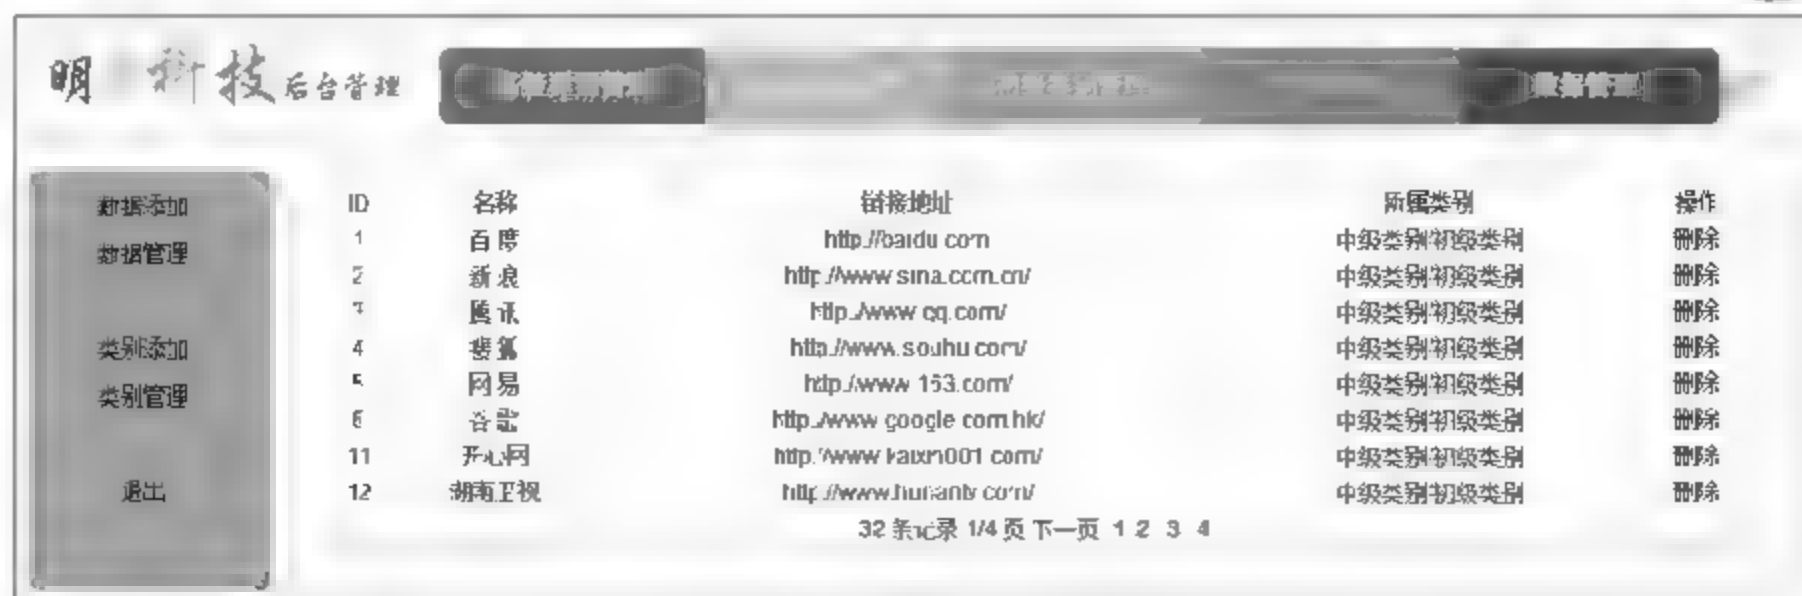 明 科技后台管理
数据添加
数据管理
类别添加
类别管理
退出
ID 名称 链接地址 所属类别 操作
1 百度 http://baidu.com 中级类别初级类别 删除
2 新浪 http://www.sina.com.cn/ 中级类别初级类别 删除
腾讯 http://www.qq.com/ 中级类别初级类别 删除
4 搜狐 http://www.souhu.com/ 中级类别初级类别 删除
5 网易 http://www.163.com/ 中级类别初级类别 删除
6 谷歌 http://www.google.com.hk/ 中级类别初级类别 删除
11 开心网 http://www.kaixin001.com/ 中级类别初级类别 删除
12 湖南卫视 http://www.hunantv.com/ 中级类别初级类别 删除
32 条记录 1/4 页 下一页 1 2 3 4